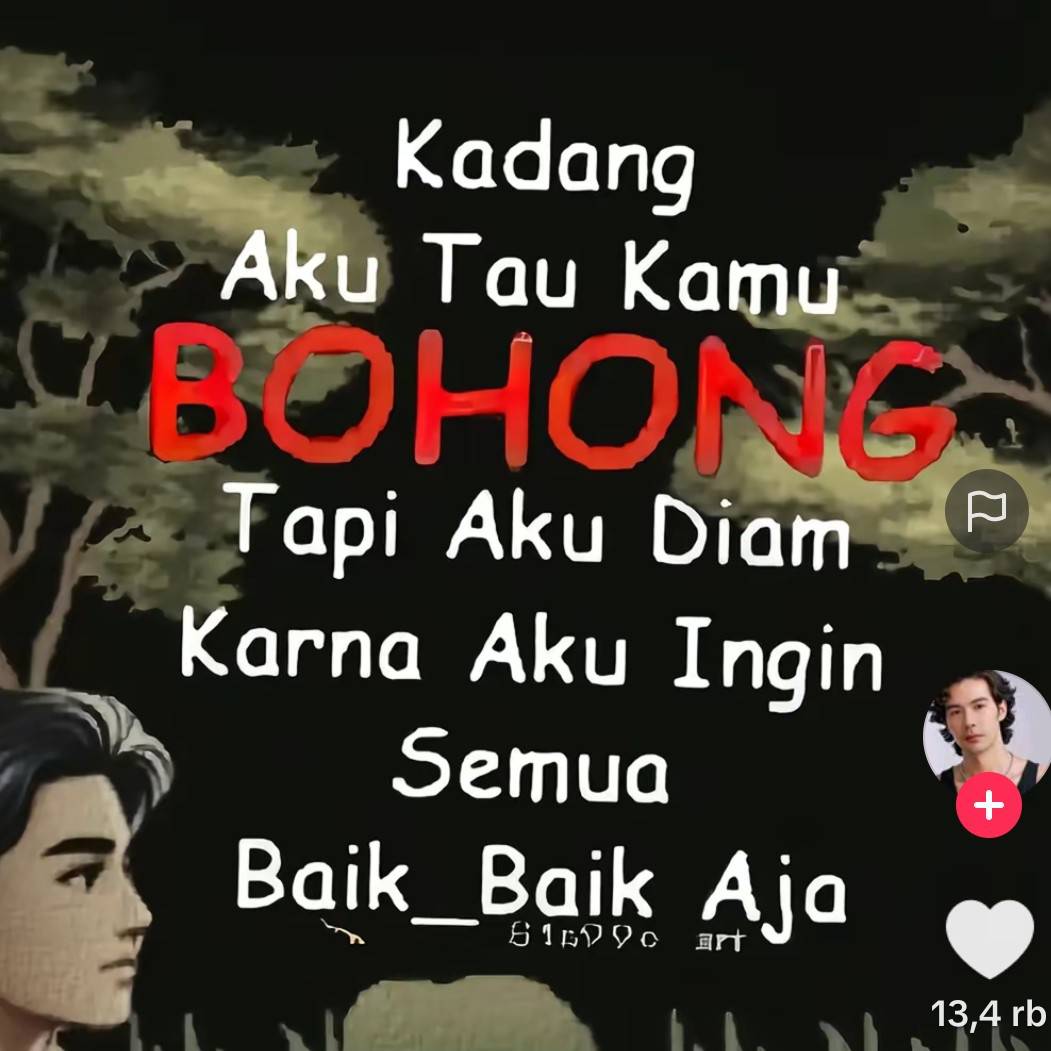 Kadang
Aku Tau Kamu
BOHONG
Tapi Aku Diam
Karna Aku Ingin
Semua
Baik_Baik Aja
13,4 rb